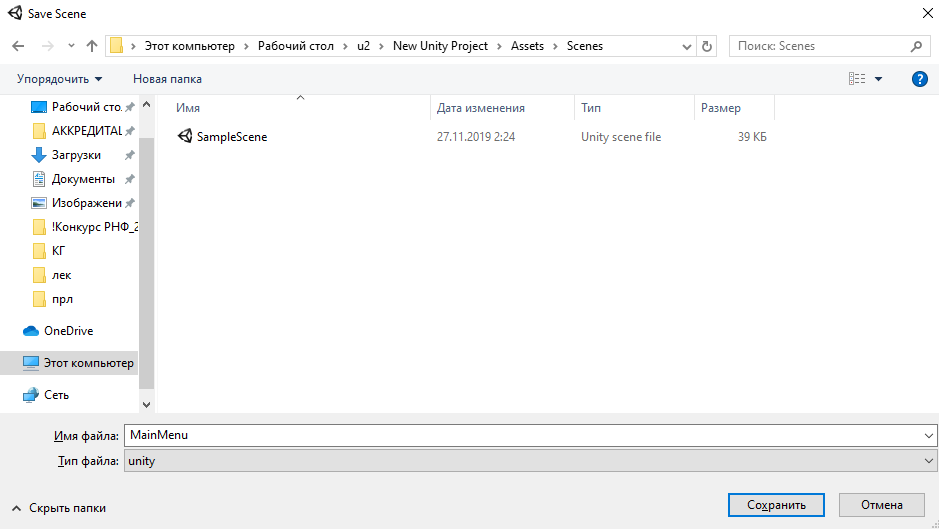 Save Scene
Этот компьютер > Рабочий стол > u2 > New Unity Project > Assets > Scenes
Поиск: Scenes
Упорядочить Новая папка
Имя Дата изменения Тип Размер
SampleScene 27.11.2019 2:24 Unity scene file 39 КБ
Рабочий сто.
АККРЕДИТАЦ
Загрузки
Документы
Изображени
!Конкурс РНФ_2
КГ
лек
прл
OneDrive
Этот компьютер
Сеть
Имя файла: MainMenu
Тип файла: unity
Скрыть папки
Сохранить Отмена